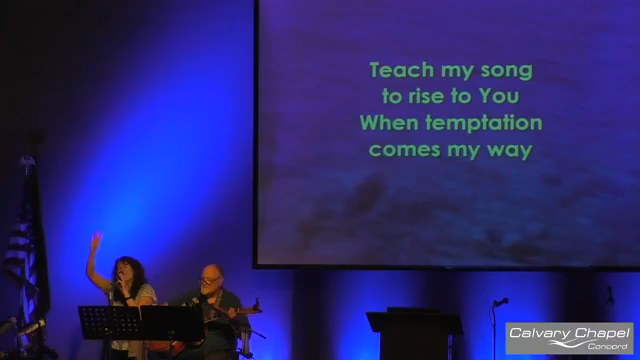 Teach my song
to rise to You
When temptation
comes my way
Calvary Chapel
Concord